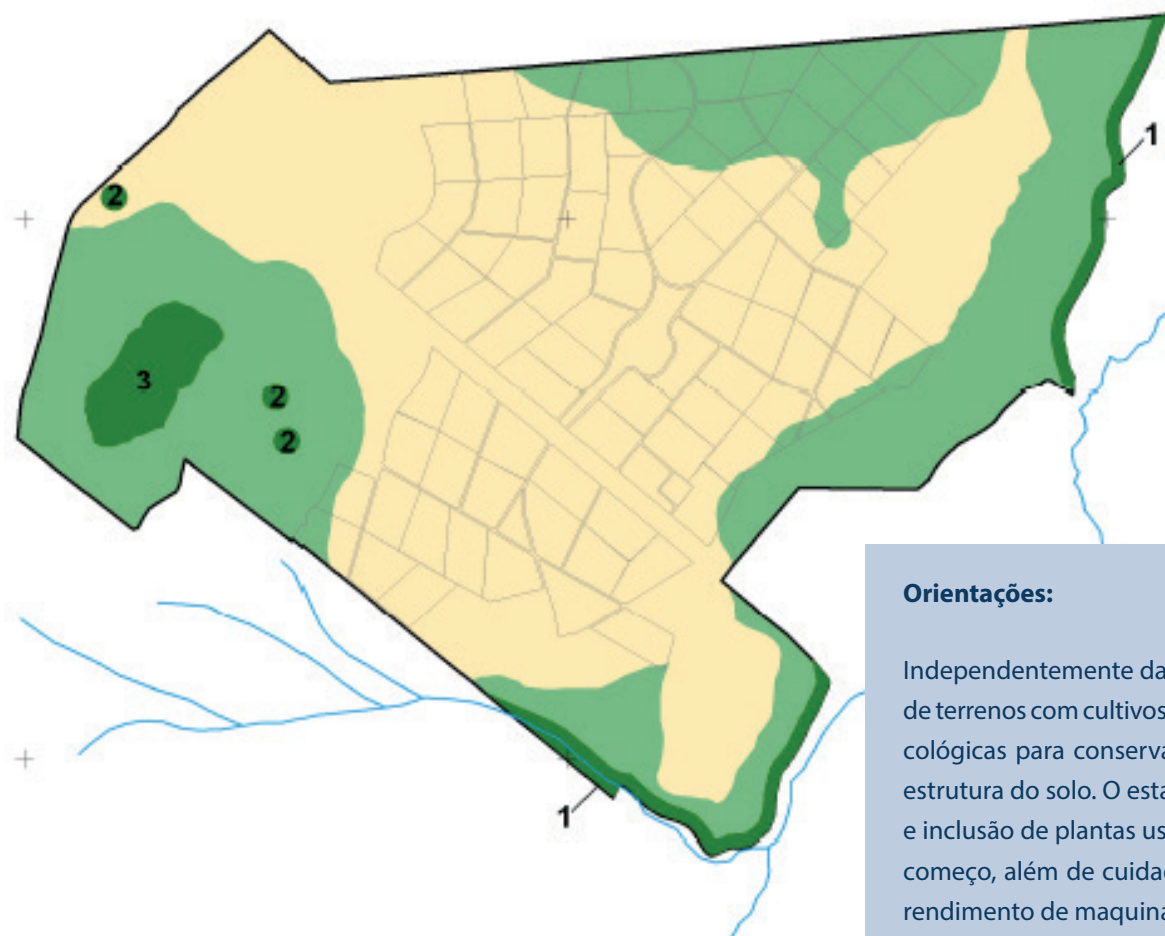 1
2
3
2
2
1
Orientações:
Independentemente da
de terrenos com cultivos
cológicas para conserva
estrutura do solo. O esta
e inclusão de plantas us
começo, além de cuidad
rendimento de maquina